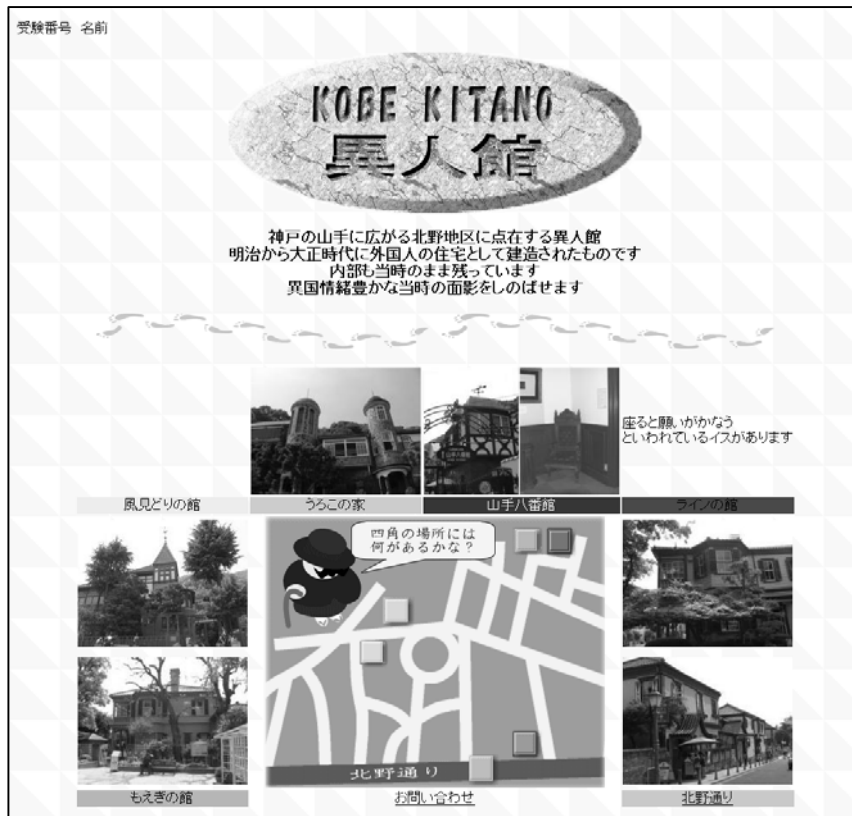 受験番号 名前
KOBE KITANO
異人館
神戸の山手に広がる北野地区に点在する異人館
明治から大正時代に外国人の住宅として建造されたものです
内部も当時のまま残っています
異国情緒豊かな当時の面影をしのばせます
座ると願いがかなう
といわれているイスがあります
風見どりの館
うろこの家
山手八番館
ラインの館
四角の場所には
何があるかな？
北野通り
もえぎの館
お問い合わせ
北野通り